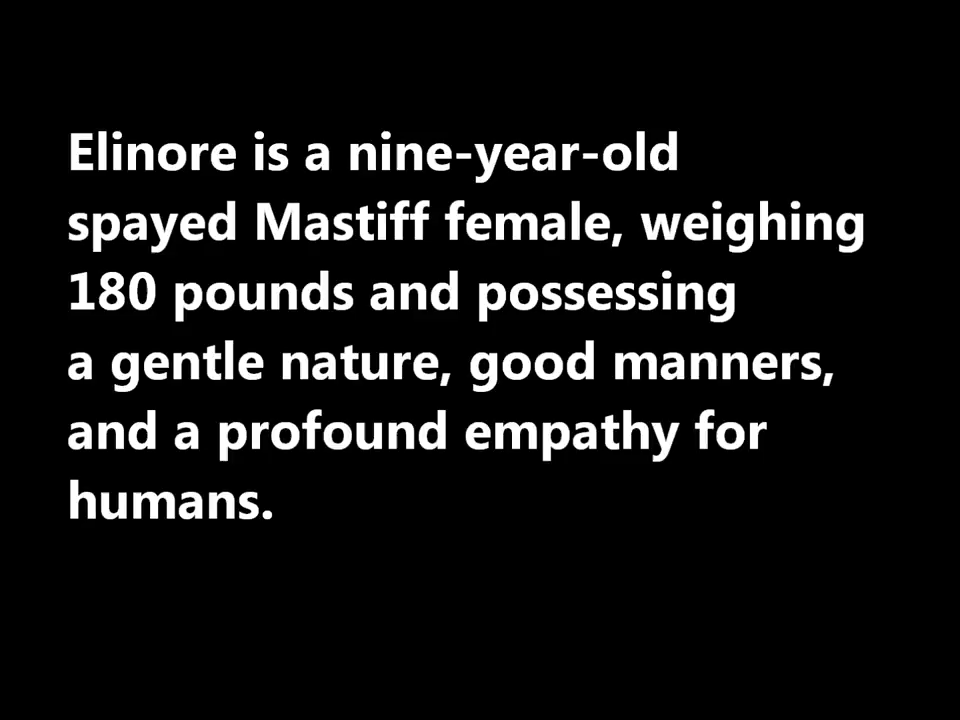 Elinore is a nine-year-old
spayed Mastiff female, weighing
180 pounds and possessing
a gentle nature, good manners,
and a profound empathy for
humans.